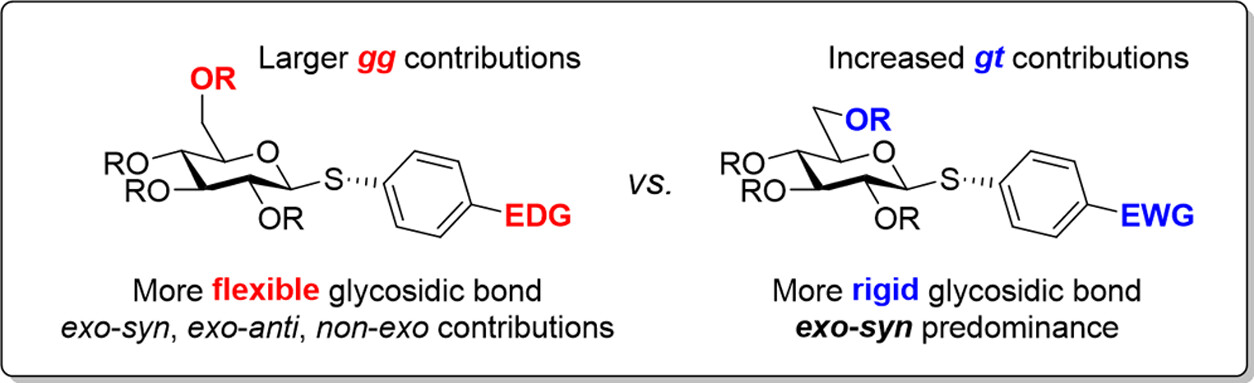 Larger gg contributions
OR
RO
RO
O
S
OR
EDG
More flexible glycosidic bond
exo-syn, exo-anti, non-exo contributions
vs.
Increased gt contributions
OR
RO
RO
O
S
OR
EWG
More rigid glycosidic bond
exo-syn predominance